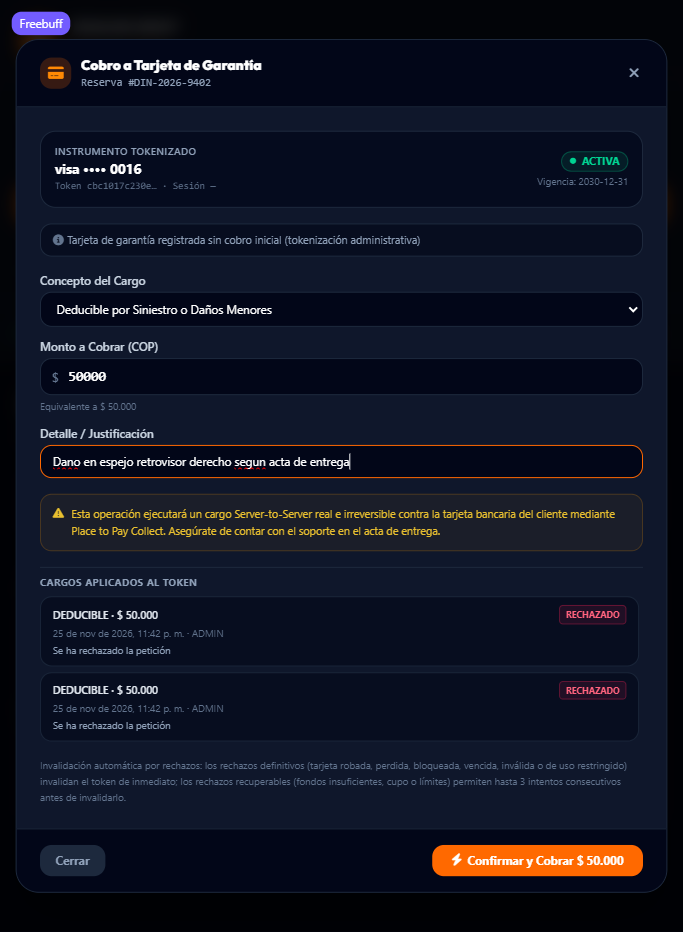 Freebuff
Cobro a Tarjeta de Garantía
Reserva #DIN-2026-9402
INSTRUMENTO TOKENIZADO
visa •••• 0016
Token cbc1017c230e… · Sesión —
ACTIVA
Vigencia: 2030-12-31
Tarjeta de garantía registrada sin cobro inicial (tokenización administrativa)
Concepto del Cargo
Deducible por Siniestro o Daños Menores
Monto a Cobrar (COP)
$ 50000
Equivalente a $ 50.000
Detalle / Justificación
Dano en espejo retrovisor derecho segun acta de entrega
Esta operación ejecutará un cargo Server-to-Server real e irreversible contra la tarjeta bancaria del cliente mediante
Place to Pay Collect. Asegúrate de contar con el soporte en el acta de entrega.
CARGOS APLICADOS AL TOKEN
DEDUCIBLE · $ 50.000
RECHAZADO
25 de nov de 2026, 11:42 p. m. · ADMIN
Se ha rechazado la petición
DEDUCIBLE · $ 50.000
RECHAZADO
25 de nov de 2026, 11:42 p. m. · ADMIN
Se ha rechazado la petición
Invalidación automática por rechazos: los rechazos definitivos (tarjeta robada, perdida, bloqueada, vencida, inválida o de uso restringido)
invalidan el token de inmediato; los rechazos recuperables (fondos insuficientes, cupo o límites) permiten hasta 3 intentos consecutivos
antes de invalidarlo.
Cerrar
Confirmar y Cobrar $ 50.000